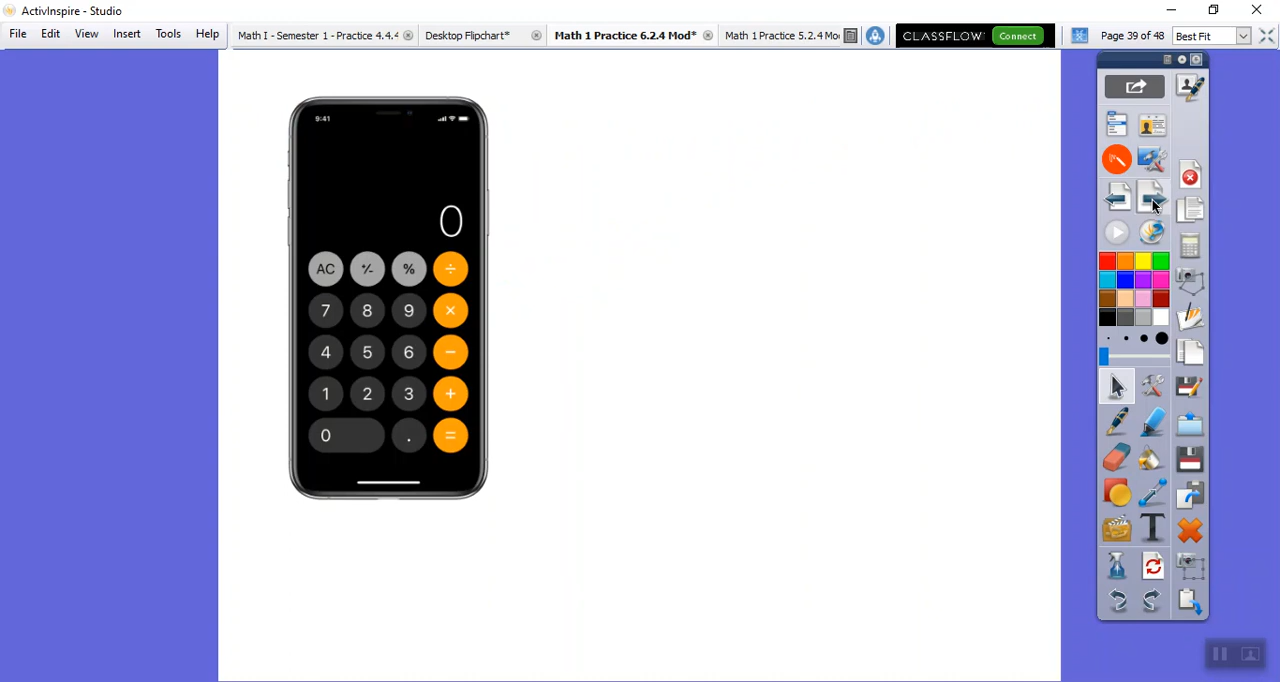 ActivInspire - Studio
File Edit View Insert Tools Help
Math I - Semester 1 - Practice 4.4.4 Desktop Flipchart* Math 1 Practice 6.2.4 Mod* Math 1 Practice 5.2.4 Mo
CLASSFLOW Connect
Page 39 of 48 Best Fit
9:41
0
AC +/- % ÷
7 8 9 ×
4 5 6 −
1 2 3 +
0 . =
T